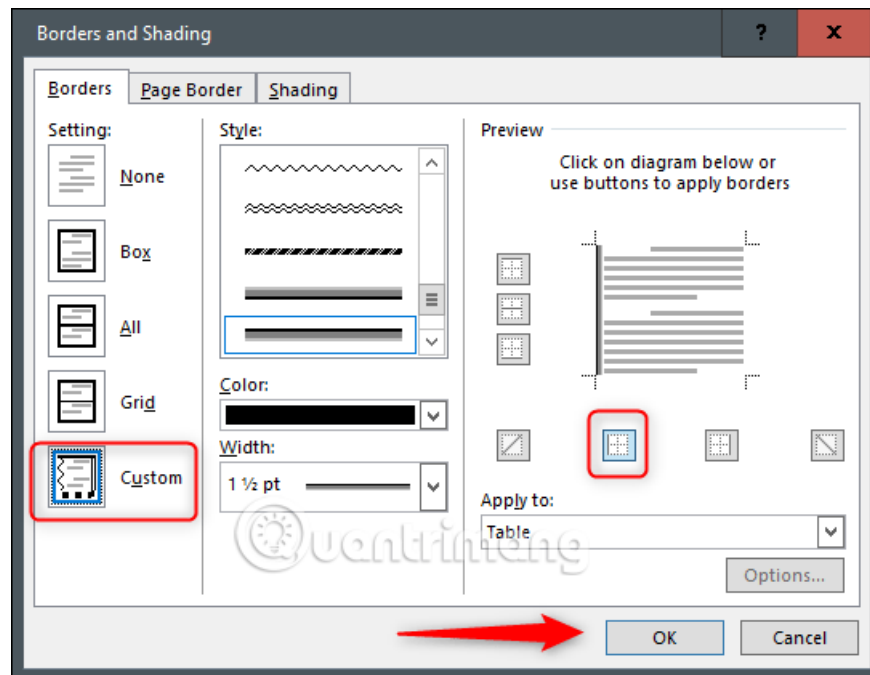 Borders and Shading
? x
Borders Page Border Shading
Setting:
None
Box
All
Grid
Custom
Style:
Color:
Width:
1 ½ pt
Preview
Click on diagram below or
use buttons to apply borders
Apply to:
Table
Options...
OK Cancel
Quantrimang